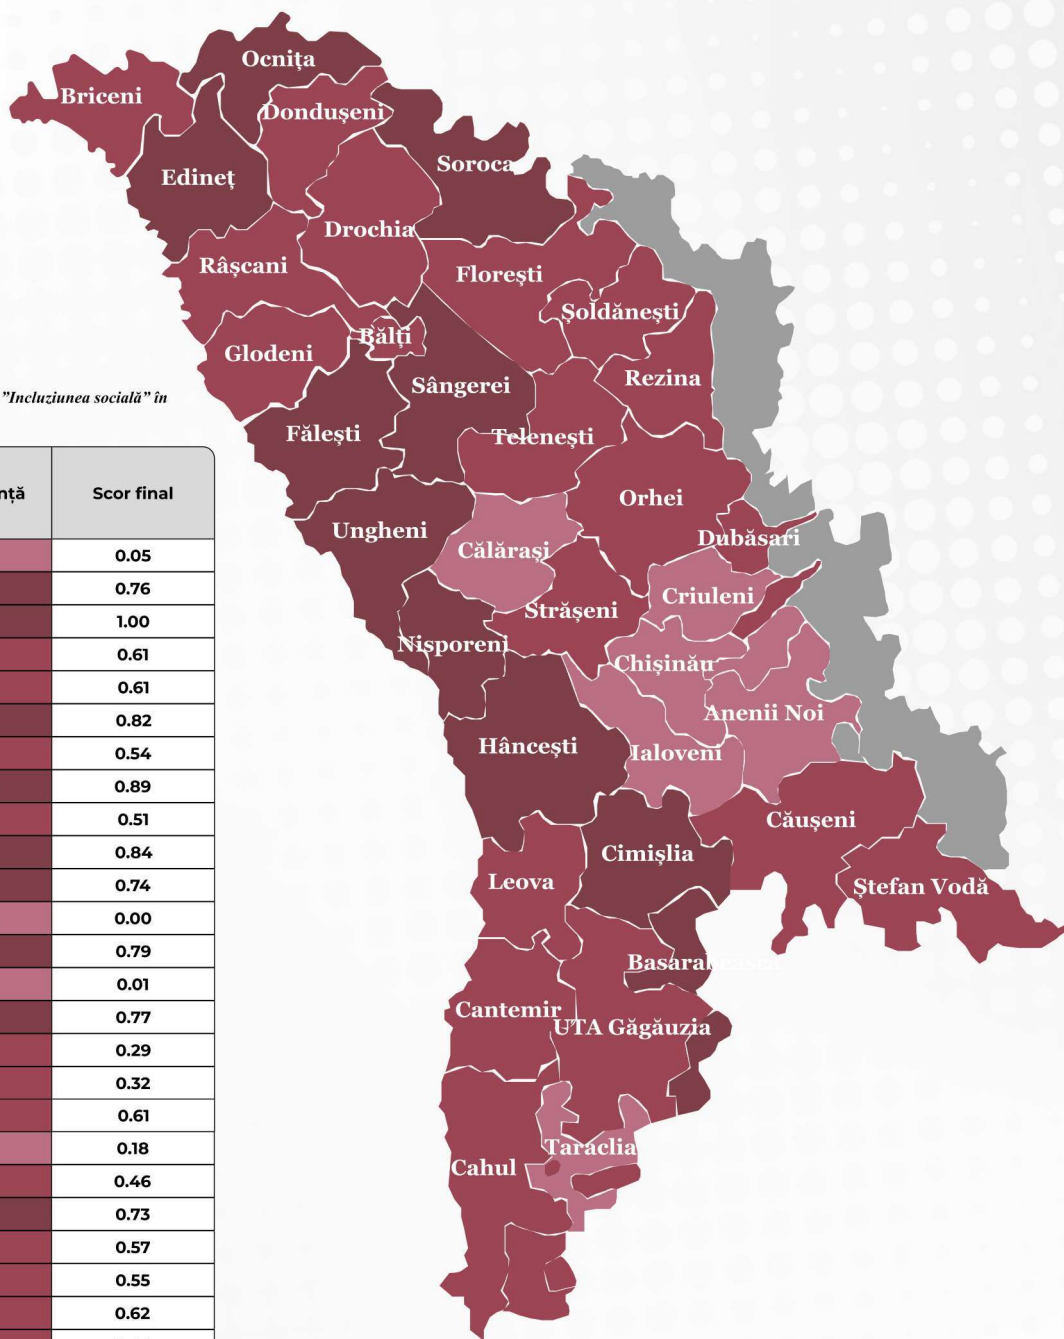 Ocnița
Briceni
Dondușeni
Soroca
Edineț
Drochia
Râșcani
Florești
Șoldănești
Bălți
Glodeni
Rezina
Sângerei
”Incluziunea socială” în
Fălești
Telenești
Scor final
Orhei
Ungheni
Dubăsari
Călărași
0.05
0.76
Criuleni
Strășeni
1.00
Nisporeni
0.61
Chișinău
0.61
Anenii Noi
0.82
Hâncești
Ialoveni
0.54
0.89
0.51
Căușeni
0.84
Cimișlia
0.74
Leova
Ștefan Vodă
0.00
0.79
Basarabeasca
0.01
0.77
Cantemir
UTA Găgăuzia
0.29
0.32
0.61
0.18
Taraclia
Cahul
0.46
0.73
0.57
0.55
0.62